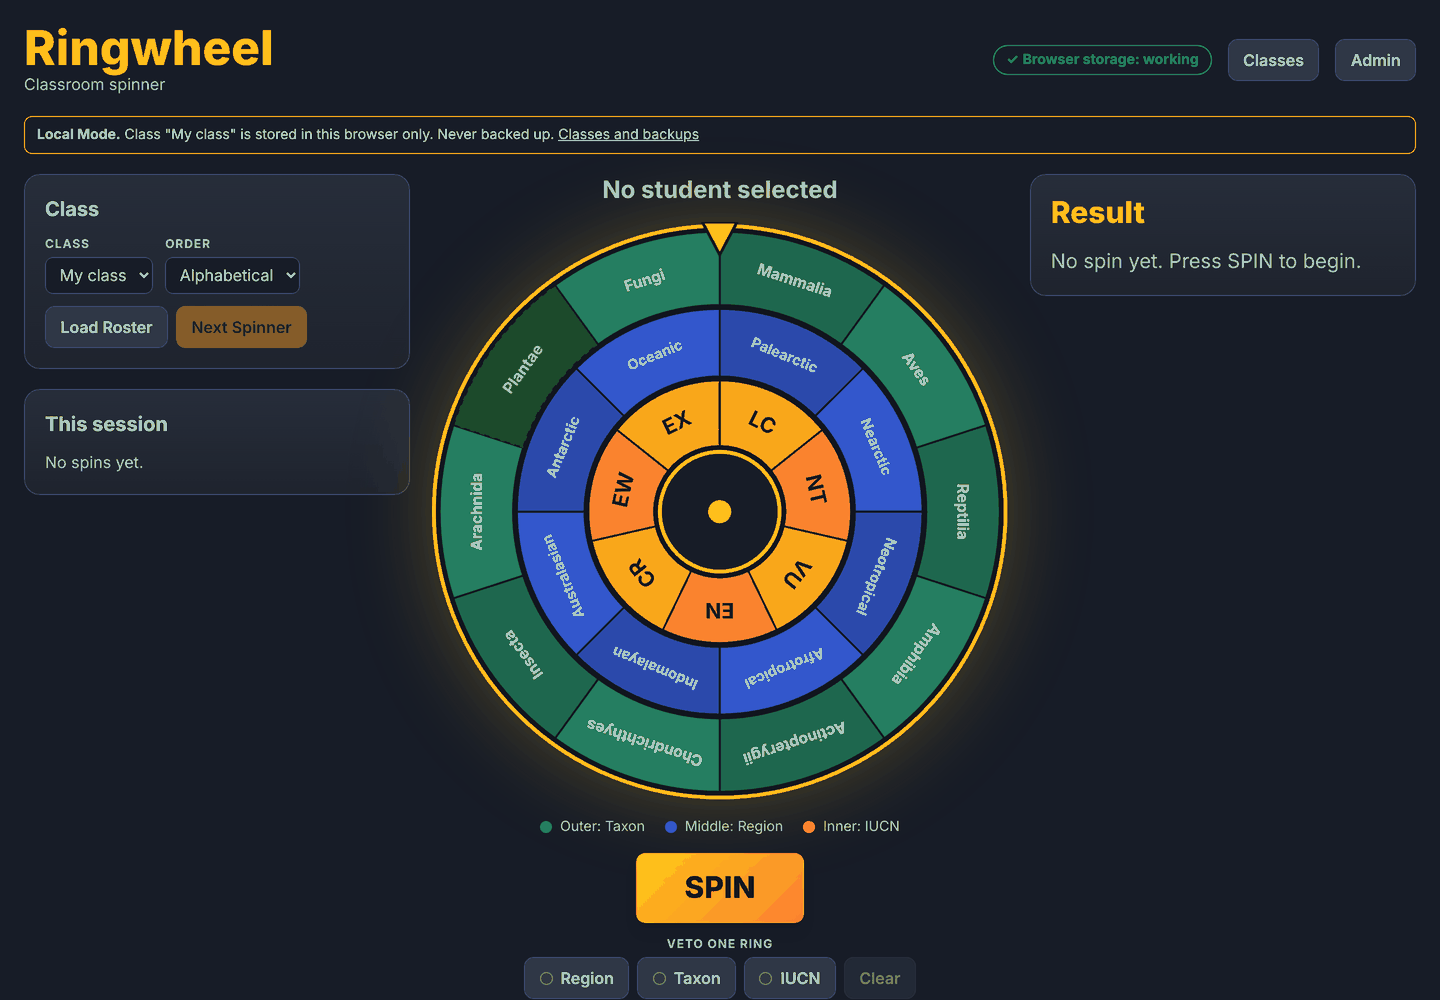 Ringwheel
Classroom spinner
✓ Browser storage: working
Classes
Admin
Local Mode. Class "My class" is stored in this browser only. Never backed up. Classes and backups
Class
CLASS
ORDER
My class
Alphabetical
Load Roster
Next Spinner
This session
No spins yet.
No student selected
Mammalia
Aves
Reptilia
Amphibia
Actinopterygii
Chondrichthyes
Insecta
Arachnida
Plantae
Fungi
Palearctic
Nearctic
Neotropical
Afrotropical
Indomalayan
Australasian
Antarctic
Oceanic
LC
NT
VU
EN
CR
EW
EX
Outer: Taxon
Middle: Region
Inner: IUCN
SPIN
VETO ONE RING
Region
Taxon
IUCN
Clear
Result
No spin yet. Press SPIN to begin.